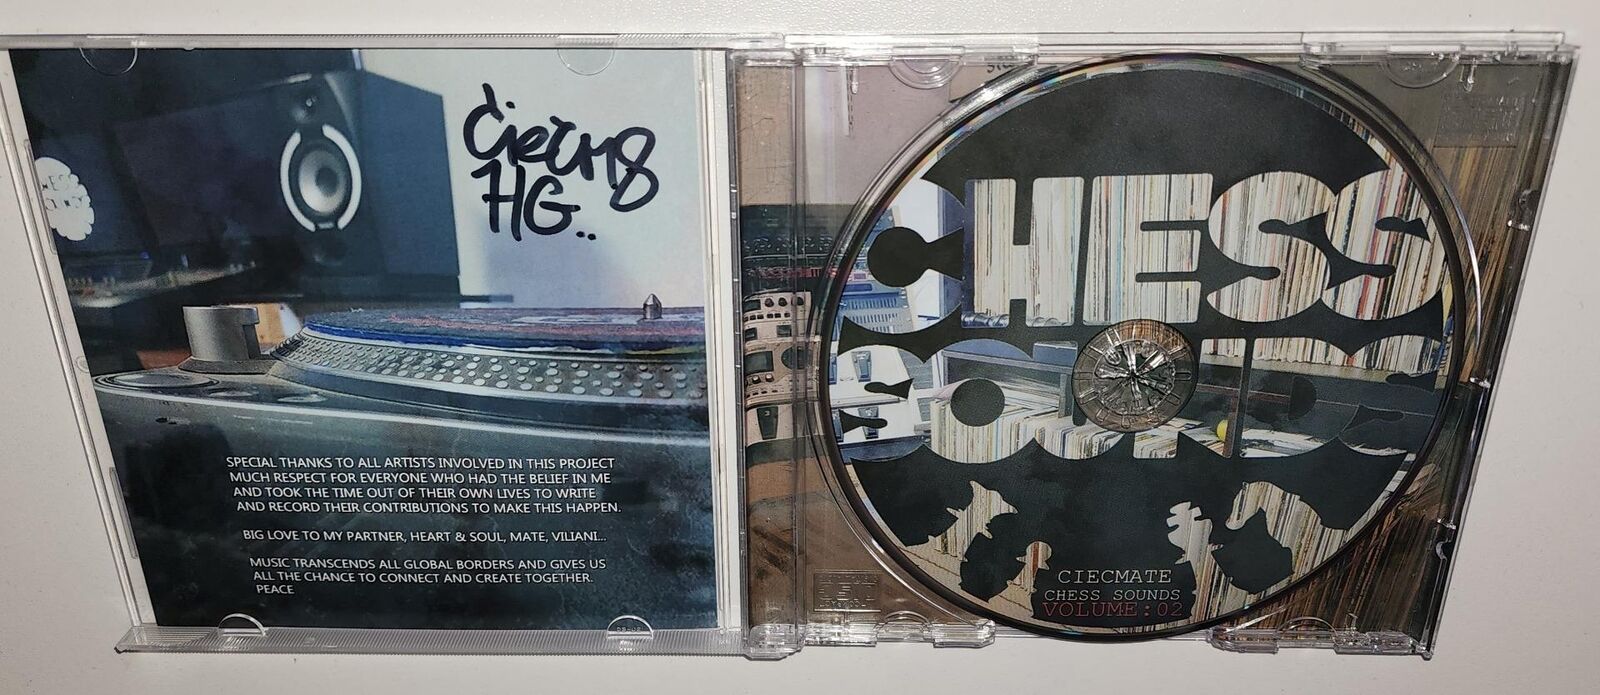 CIECM8
HG..
CHESS
SOUNDS
SPECIAL THANKS TO ALL ARTISTS INVOLVED IN THIS PROJECT
MUCH RESPECT FOR EVERYONE WHO HAD THE BELIEF IN ME
AND TOOK THE TIME OUT OF THEIR OWN LIVES TO WRITE
AND RECORD THEIR CONTRIBUTIONS TO MAKE THIS HAPPEN.
BIG LOVE TO MY PARTNER, HEART & SOUL, MATE, VILIANI...
MUSIC TRANSCENDS ALL GLOBAL BORDERS AND GIVES US
ALL THE CHANCE TO CONNECT AND CREATE TOGETHER.
PEACE
CHESS
SOUNDS
CIECMATE
CHESS SOUNDS
VOLUME:02